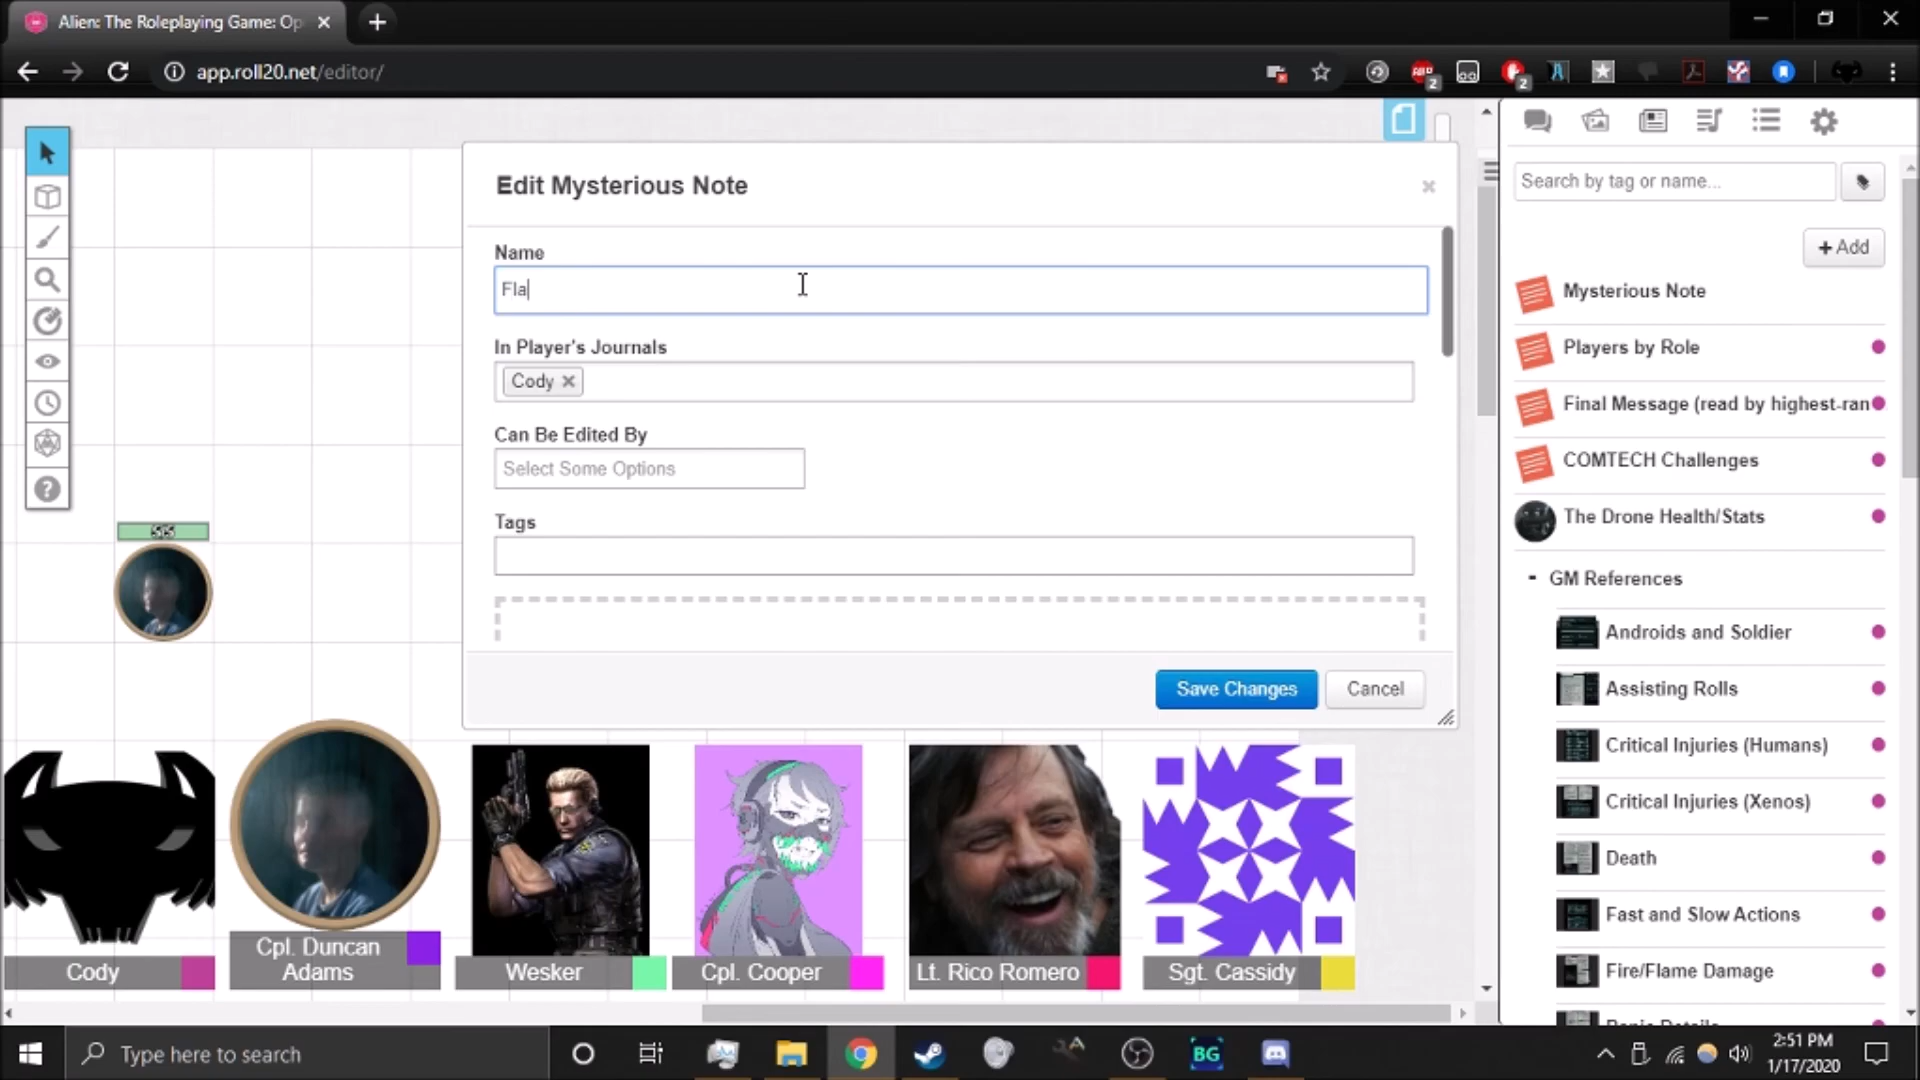 Alien: The Roleplaying Game: Op
app.roll20.net/editor/
2
2
Edit Mysterious Note
Name
Fla
In Player's Journals
Cody
Can Be Edited By
Select Some Options
Tags
Save Changes
Cancel
Search by tag or name...
+ Add
Mysterious Note
Players by Role
Final Message (read by highest-ran
COMTECH Challenges
The Drone Health/Stats
- GM References
Androids and Soldier
Assisting Rolls
Critical Injuries (Humans)
Critical Injuries (Xenos)
Death
Fast and Slow Actions
Fire/Flame Damage
Cody
Cpl. Duncan
Adams
Wesker
Cpl. Cooper
Lt. Rico Romero
Sgt. Cassidy
Type here to search
BG
2:51 PM
1/17/2020